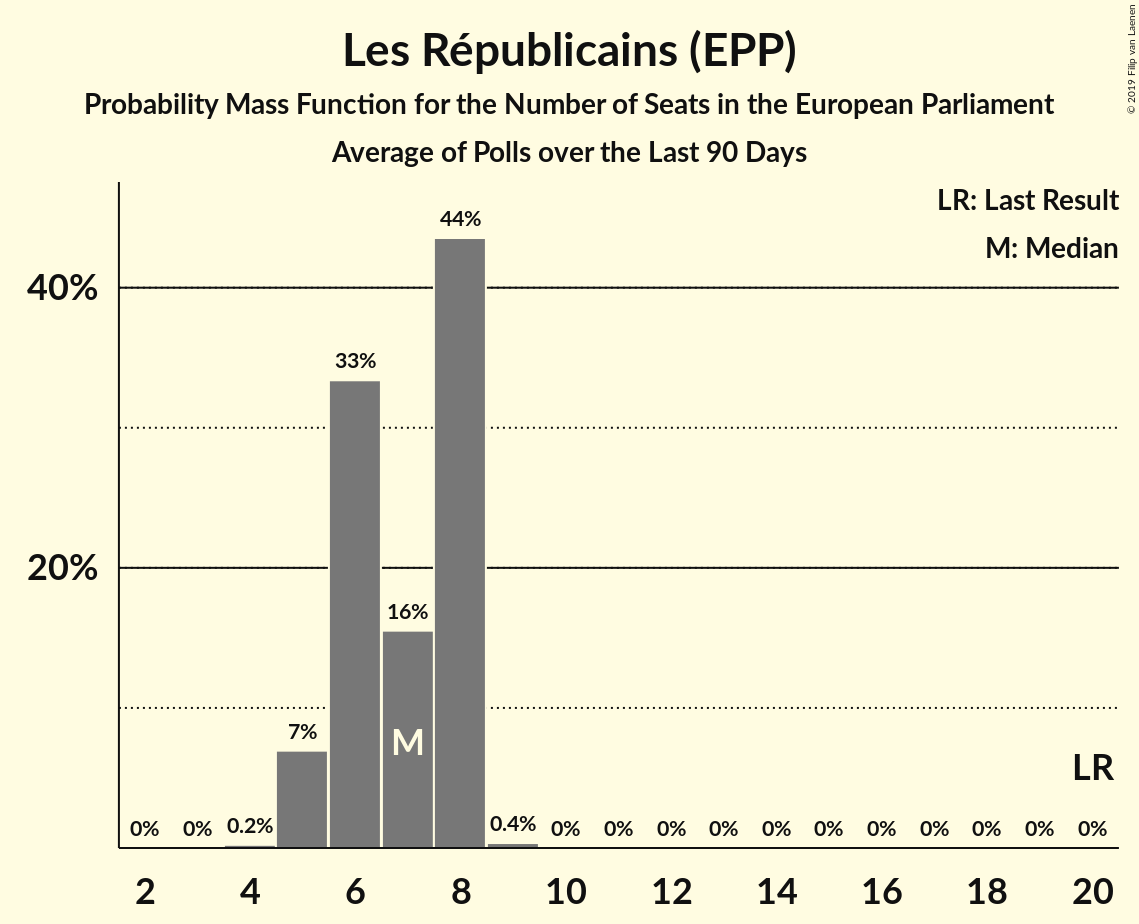 Les Républicains (EPP)
Probability Mass Function for the Number of Seats in the European Parliament
Average of Polls over the Last 90 Days
© 2019 Filip van Laenen
LR: Last Result
M: Median
44%
40%
33%
20%
16%
7%
M
LR
0% 0% 0.2% 0.4% 0% 0% 0% 0% 0% 0% 0% 0% 0% 0% 0%
2 4 6 8 10 12 14 16 18 20